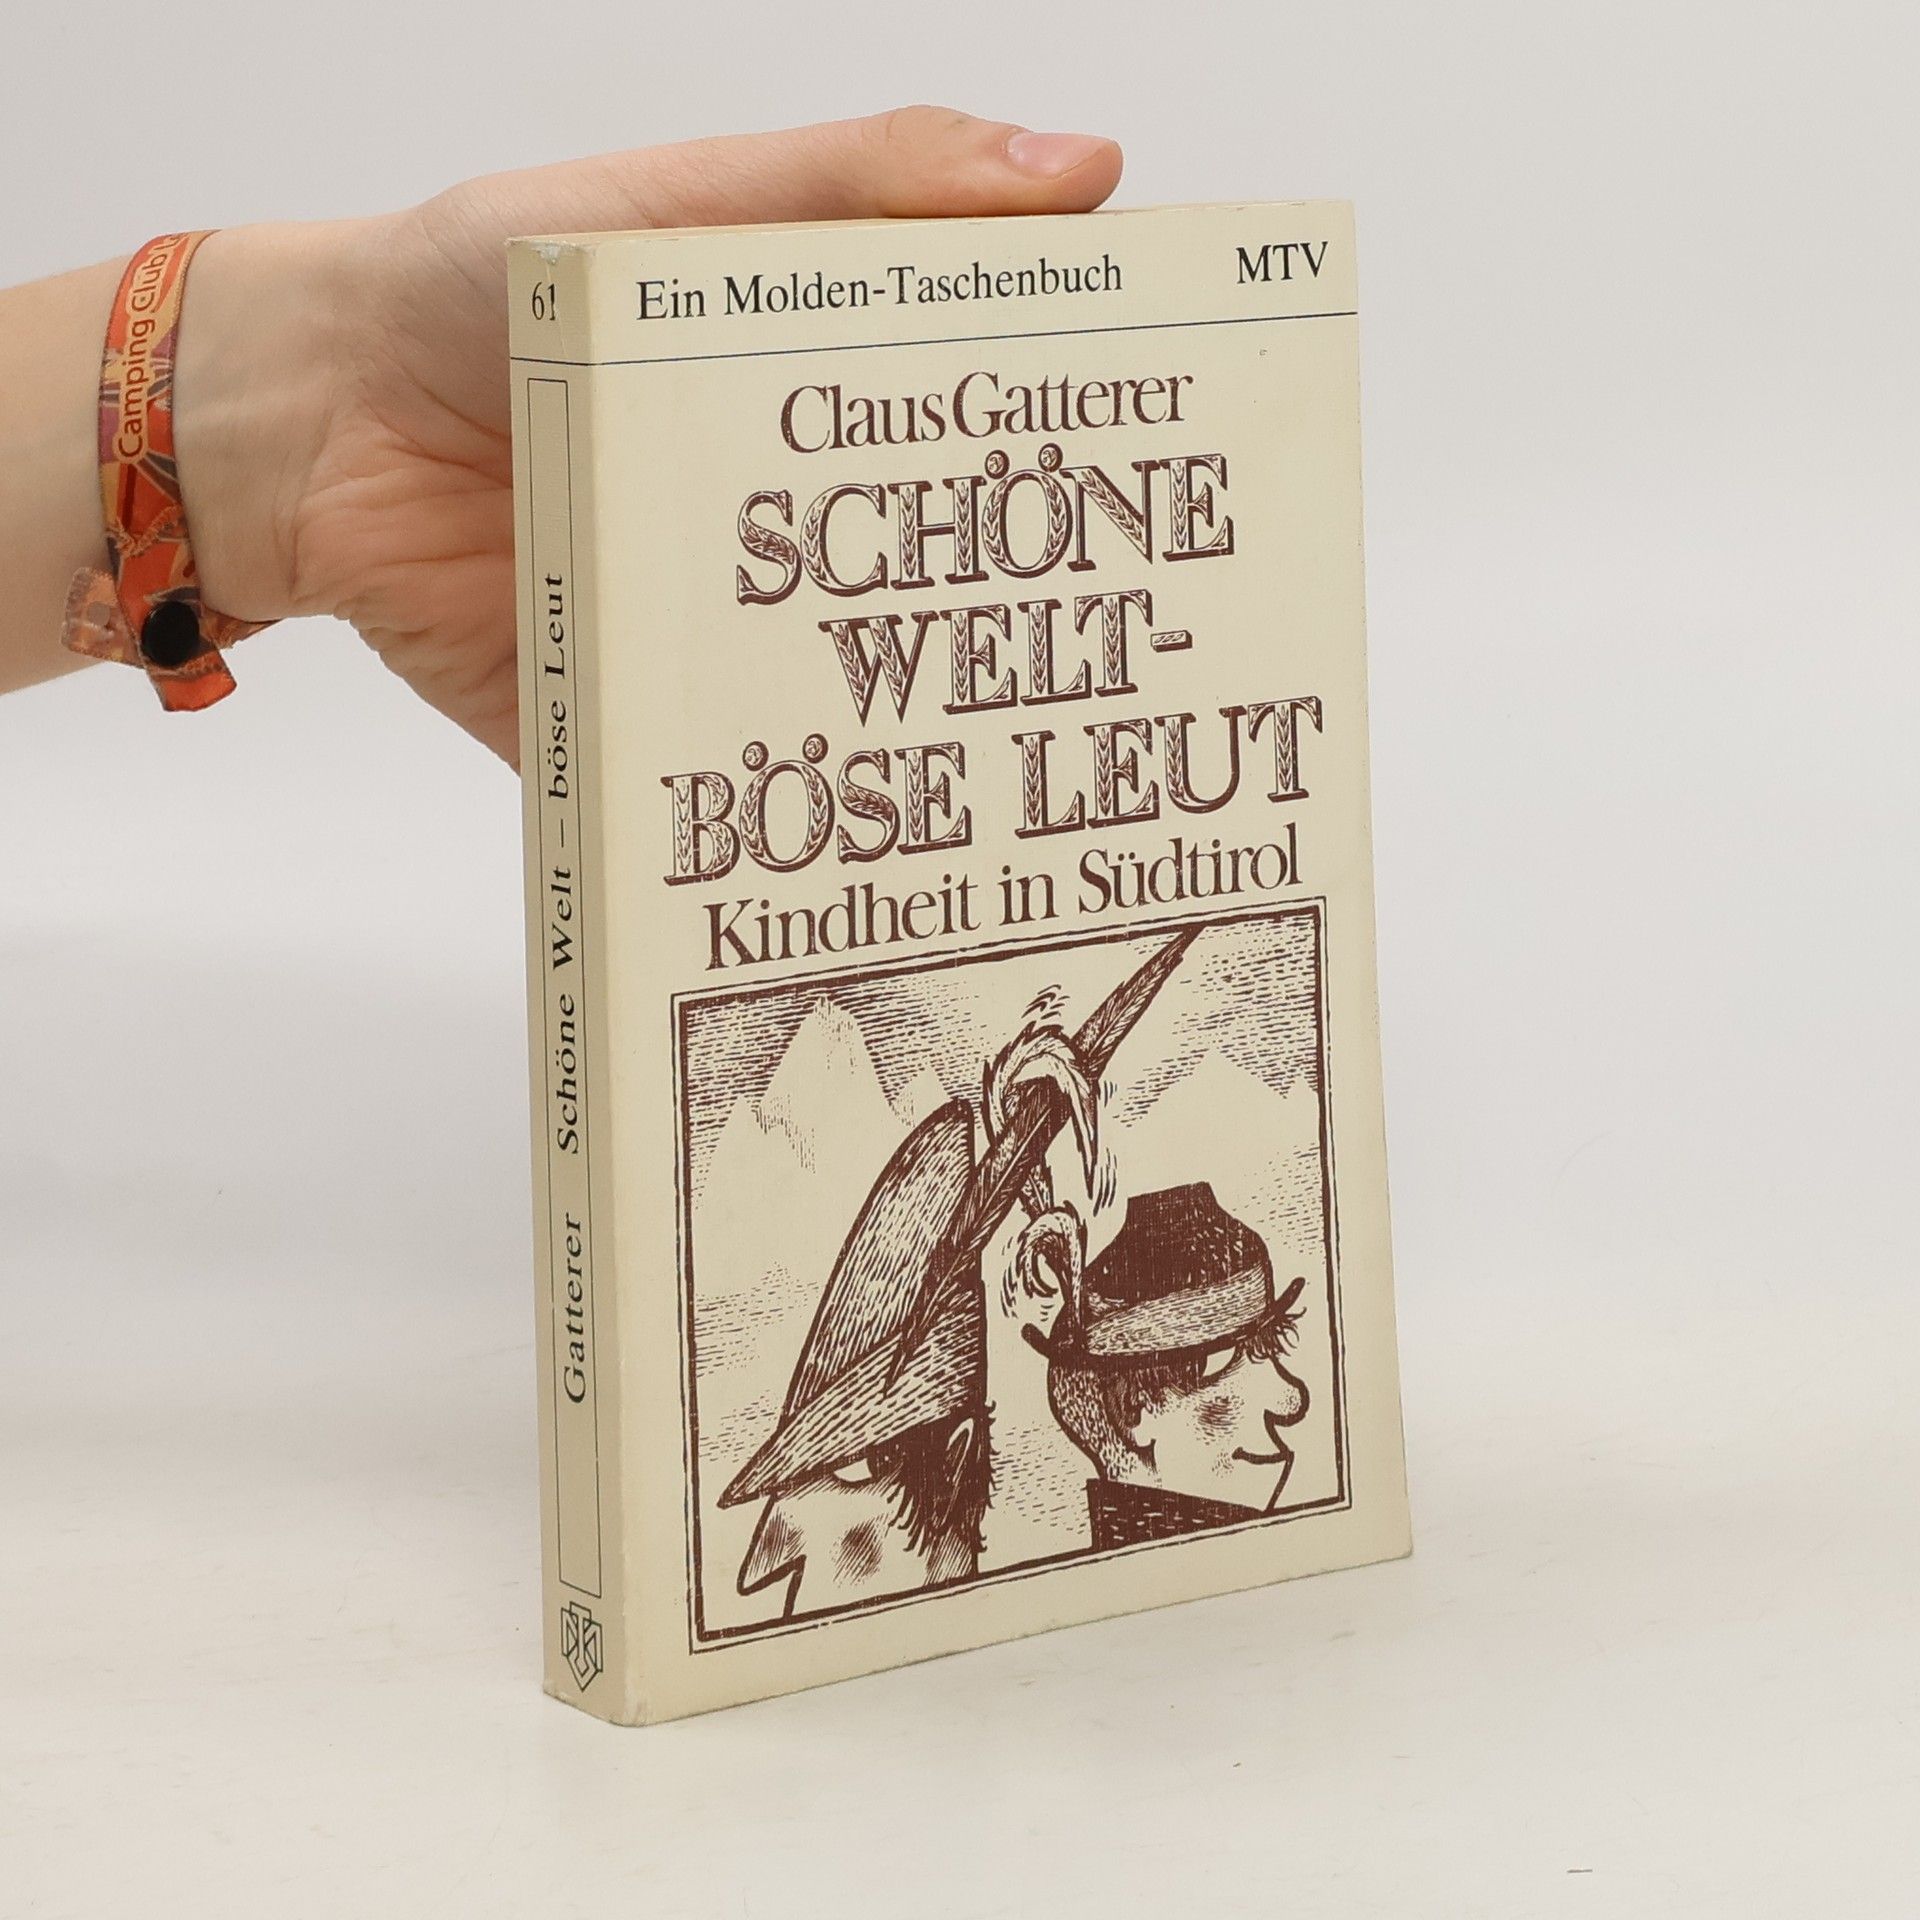 Camping Club
61
Ein Molden-Taschenbuch MTV
Claus Gatterer
SCHÖNE
WELT-
BÖSE LEUT
Kindheit in Südtirol
Gatterer Schöne Welt – böse Leut